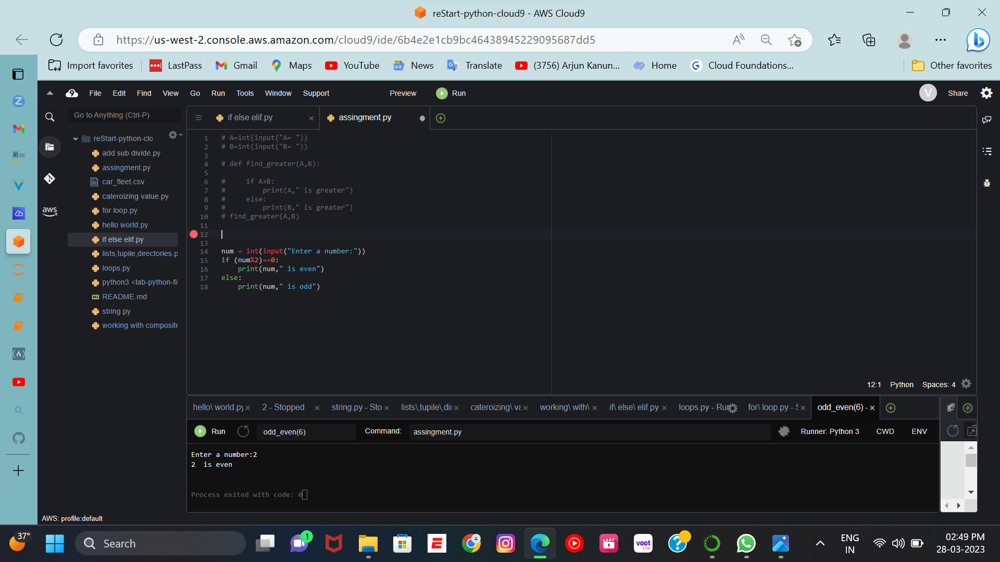 reStart-python-cloud9 - AWS Cloud9
https://us-west-2.console.aws.amazon.com/cloud9/ide/6b4e2e1cb9bc46438945229095687dd5
Import favorites LastPass Gmail Maps YouTube News Translate (3756) Arjun Kanun... Home Cloud Foundations... Other favorites
File Edit Find View Go Run Tools Window Support Preview Run V Share
Go to Anything (Ctrl-P)
if else elif.py
assingment.py
reStart-python-clo
add sub divide.py
assingment.py
car_fleet.csv
cateroizing value.py
for loop.py
hello world.py
if else elif.py
lists,tupile,directories.p
loops.py
python3 <lab-python-fil
README.md
string.py
working with composite
aws
1 # A=int(input("A= "))
2 # B=int(input("B= "))
3
4 # def find_greater(A,B):
5
6 #     if A>B:
7 #         print(A," is greater")
8 #     else:
9 #         print(B," is greater")
10 # find_greater(A,B)
11
12
13
14 num = int(input("Enter a number:"))
15 if (num%2)==0:
16     print(num," is even")
17 else:
18     print(num," is odd")
12:1 Python Spaces: 4
hello\ world.py 2 - Stopped string.py - Sto lists\,tupile\,dir cateroizing\ va working\ with\ if\ else\ elif.py loops.py - Run for\ loop.py - S odd_even(6) -
Run odd_even(6) Command: assingment.py Runner: Python 3 CWD ENV
Enter a number:2
2  is even
Process exited with code: 0
AWS: profile:default
37°
Search
1
voot
Lite
ENG
IN
02:49 PM
28-03-2023